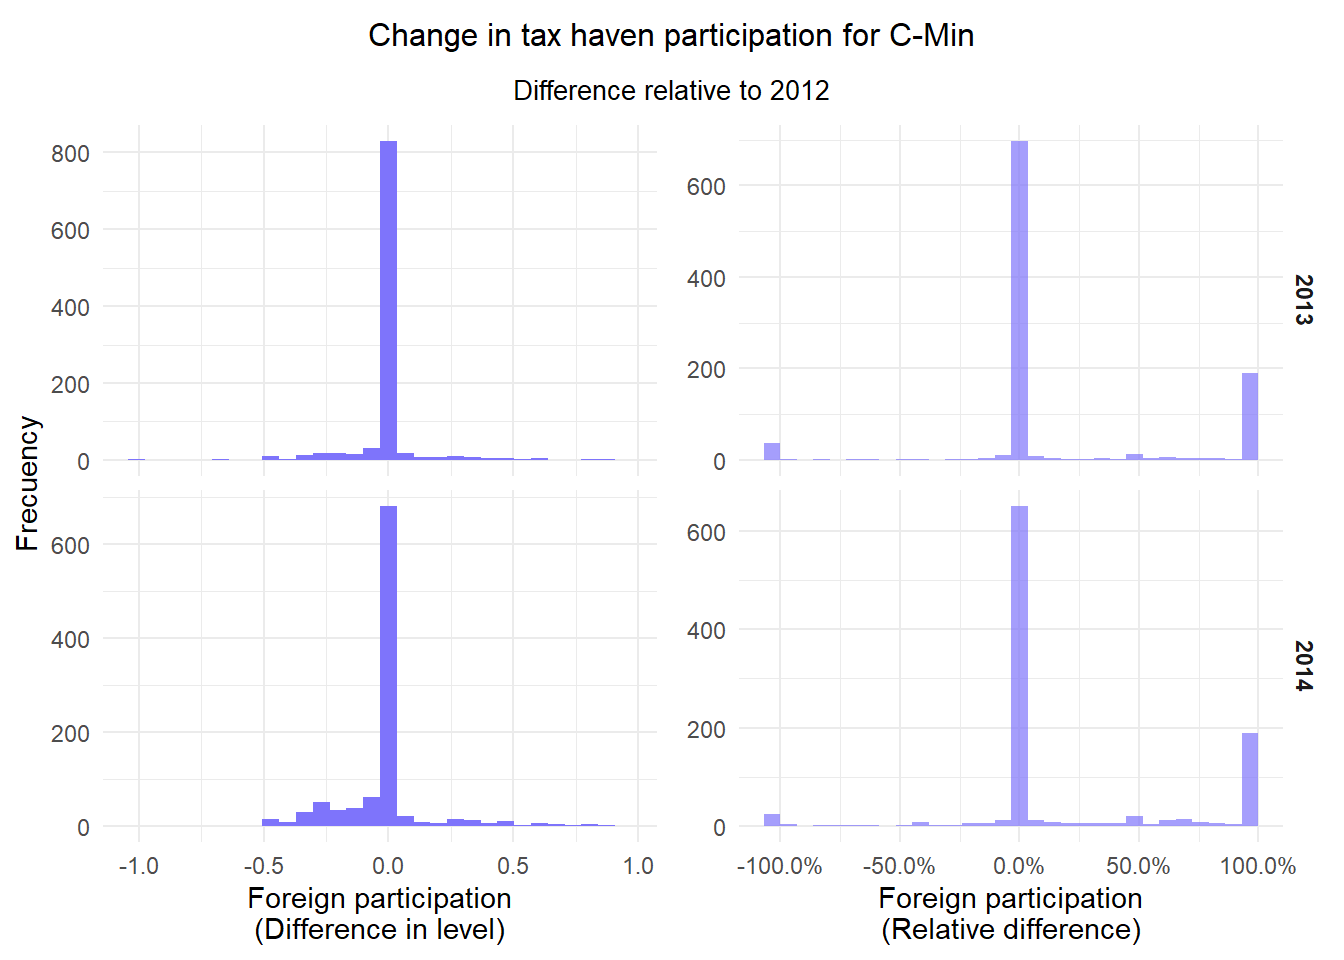 Change in tax haven participation for C-Min
Difference relative to 2012
Frecuency
800
600
400
200
0
600
400
200
0
2013
600
400
200
0
600
400
200
0
2014
-1.0 -0.5 0.0 0.5 1.0
-100.0% -50.0% 0.0% 50.0% 100.0%
Foreign participation
(Difference in level)
Foreign participation
(Relative difference)